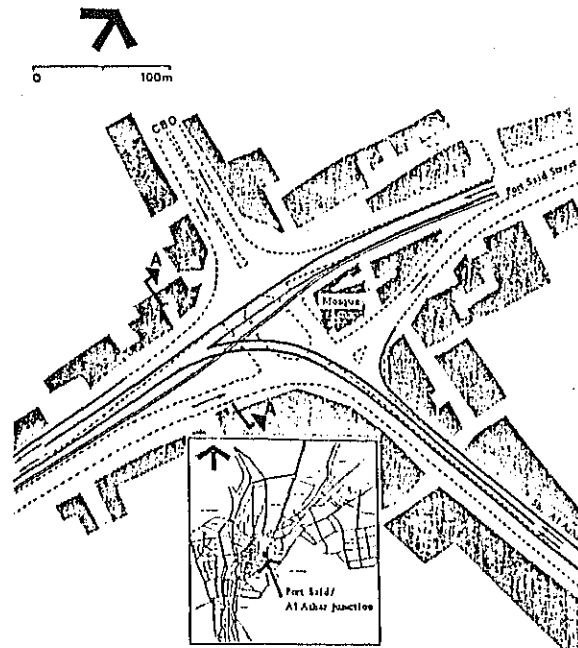 0 100m
CBD
Port Said Street
A
Mosque
A
Port Said/
Al Azhar Junction